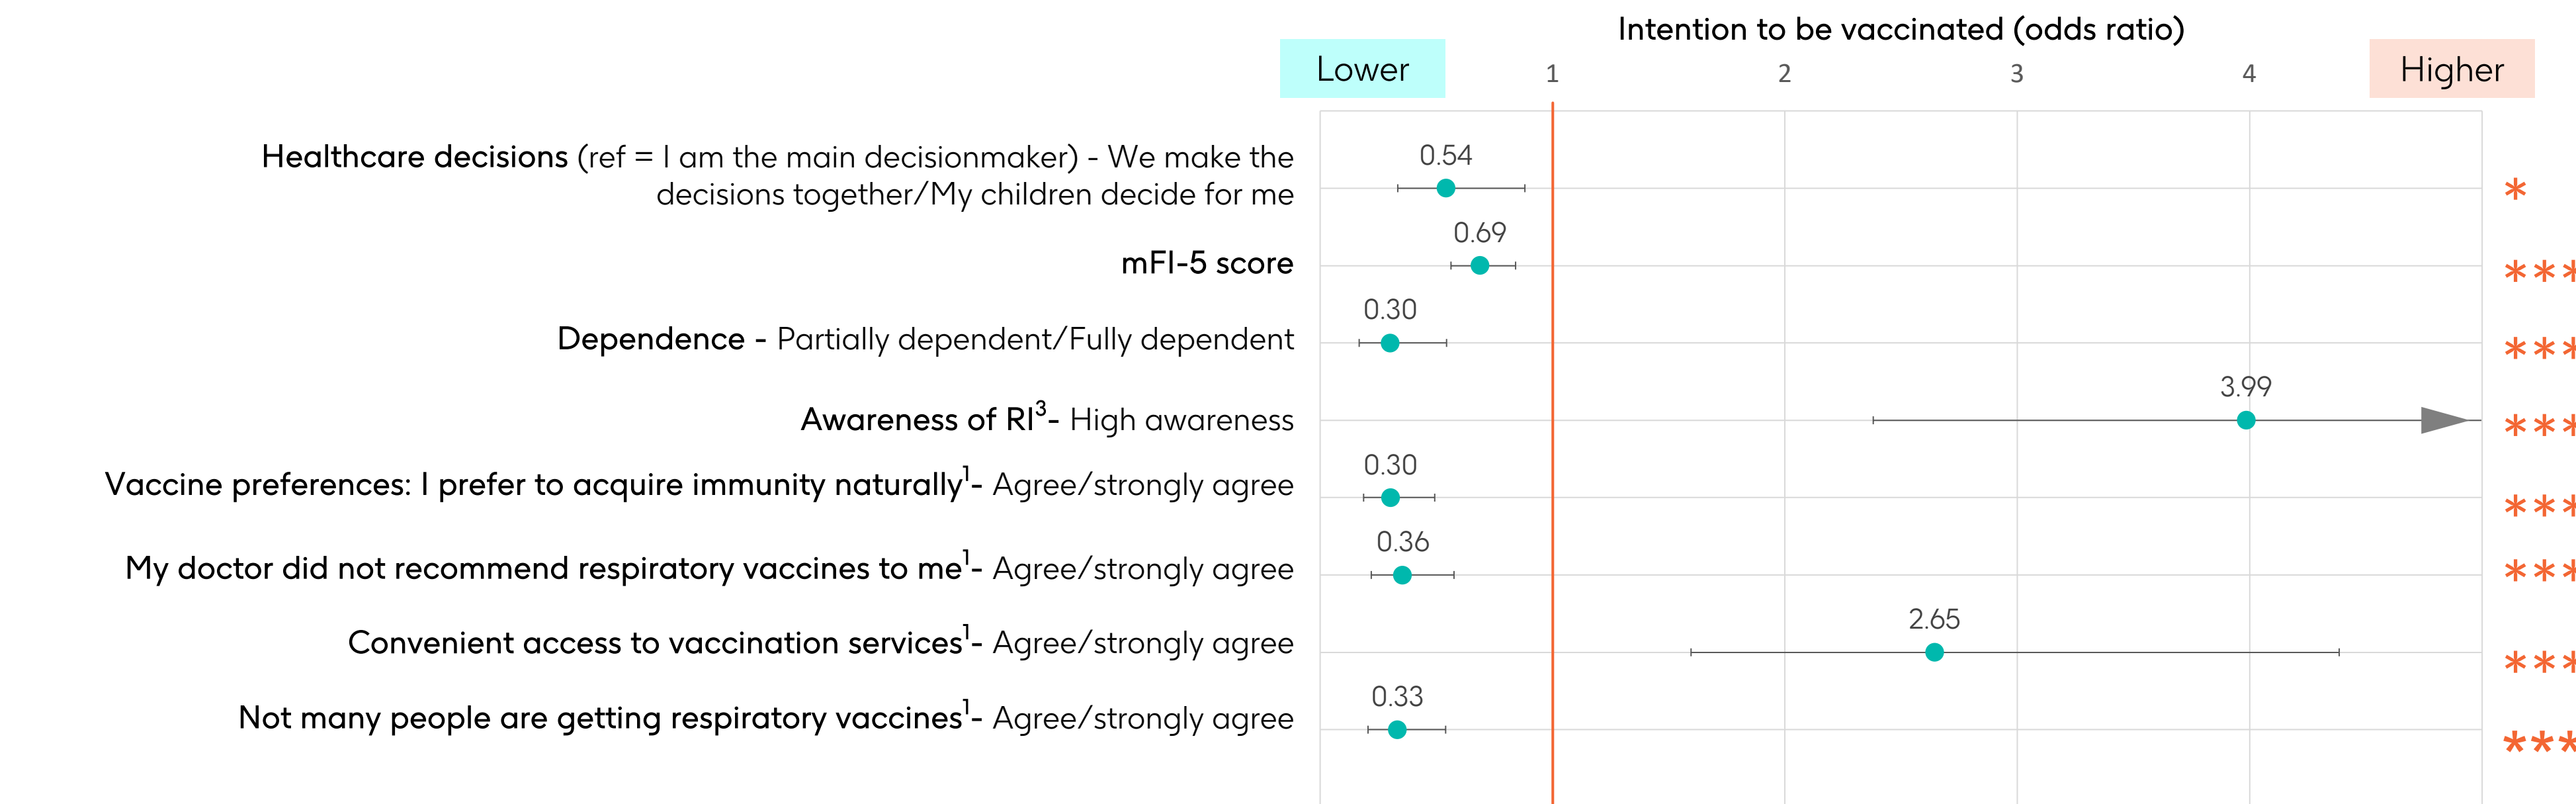 Intention to be vaccinated (odds ratio)
Lower 1 2 3 4 Higher
Healthcare decisions (ref = I am the main decisionmaker) - We make the
decisions together/My children decide for me
0.54
*
mFI-5 score
0.69
***
Dependence - Partially dependent/Fully dependent
0.30
***
Awareness of RI³- High awareness
3.99
***
Vaccine preferences: I prefer to acquire immunity naturally¹- Agree/strongly agree
0.30
***
My doctor did not recommend respiratory vaccines to me¹- Agree/strongly agree
0.36
***
Convenient access to vaccination services¹- Agree/strongly agree
2.65
***
Not many people are getting respiratory vaccines¹- Agree/strongly agree
0.33
***